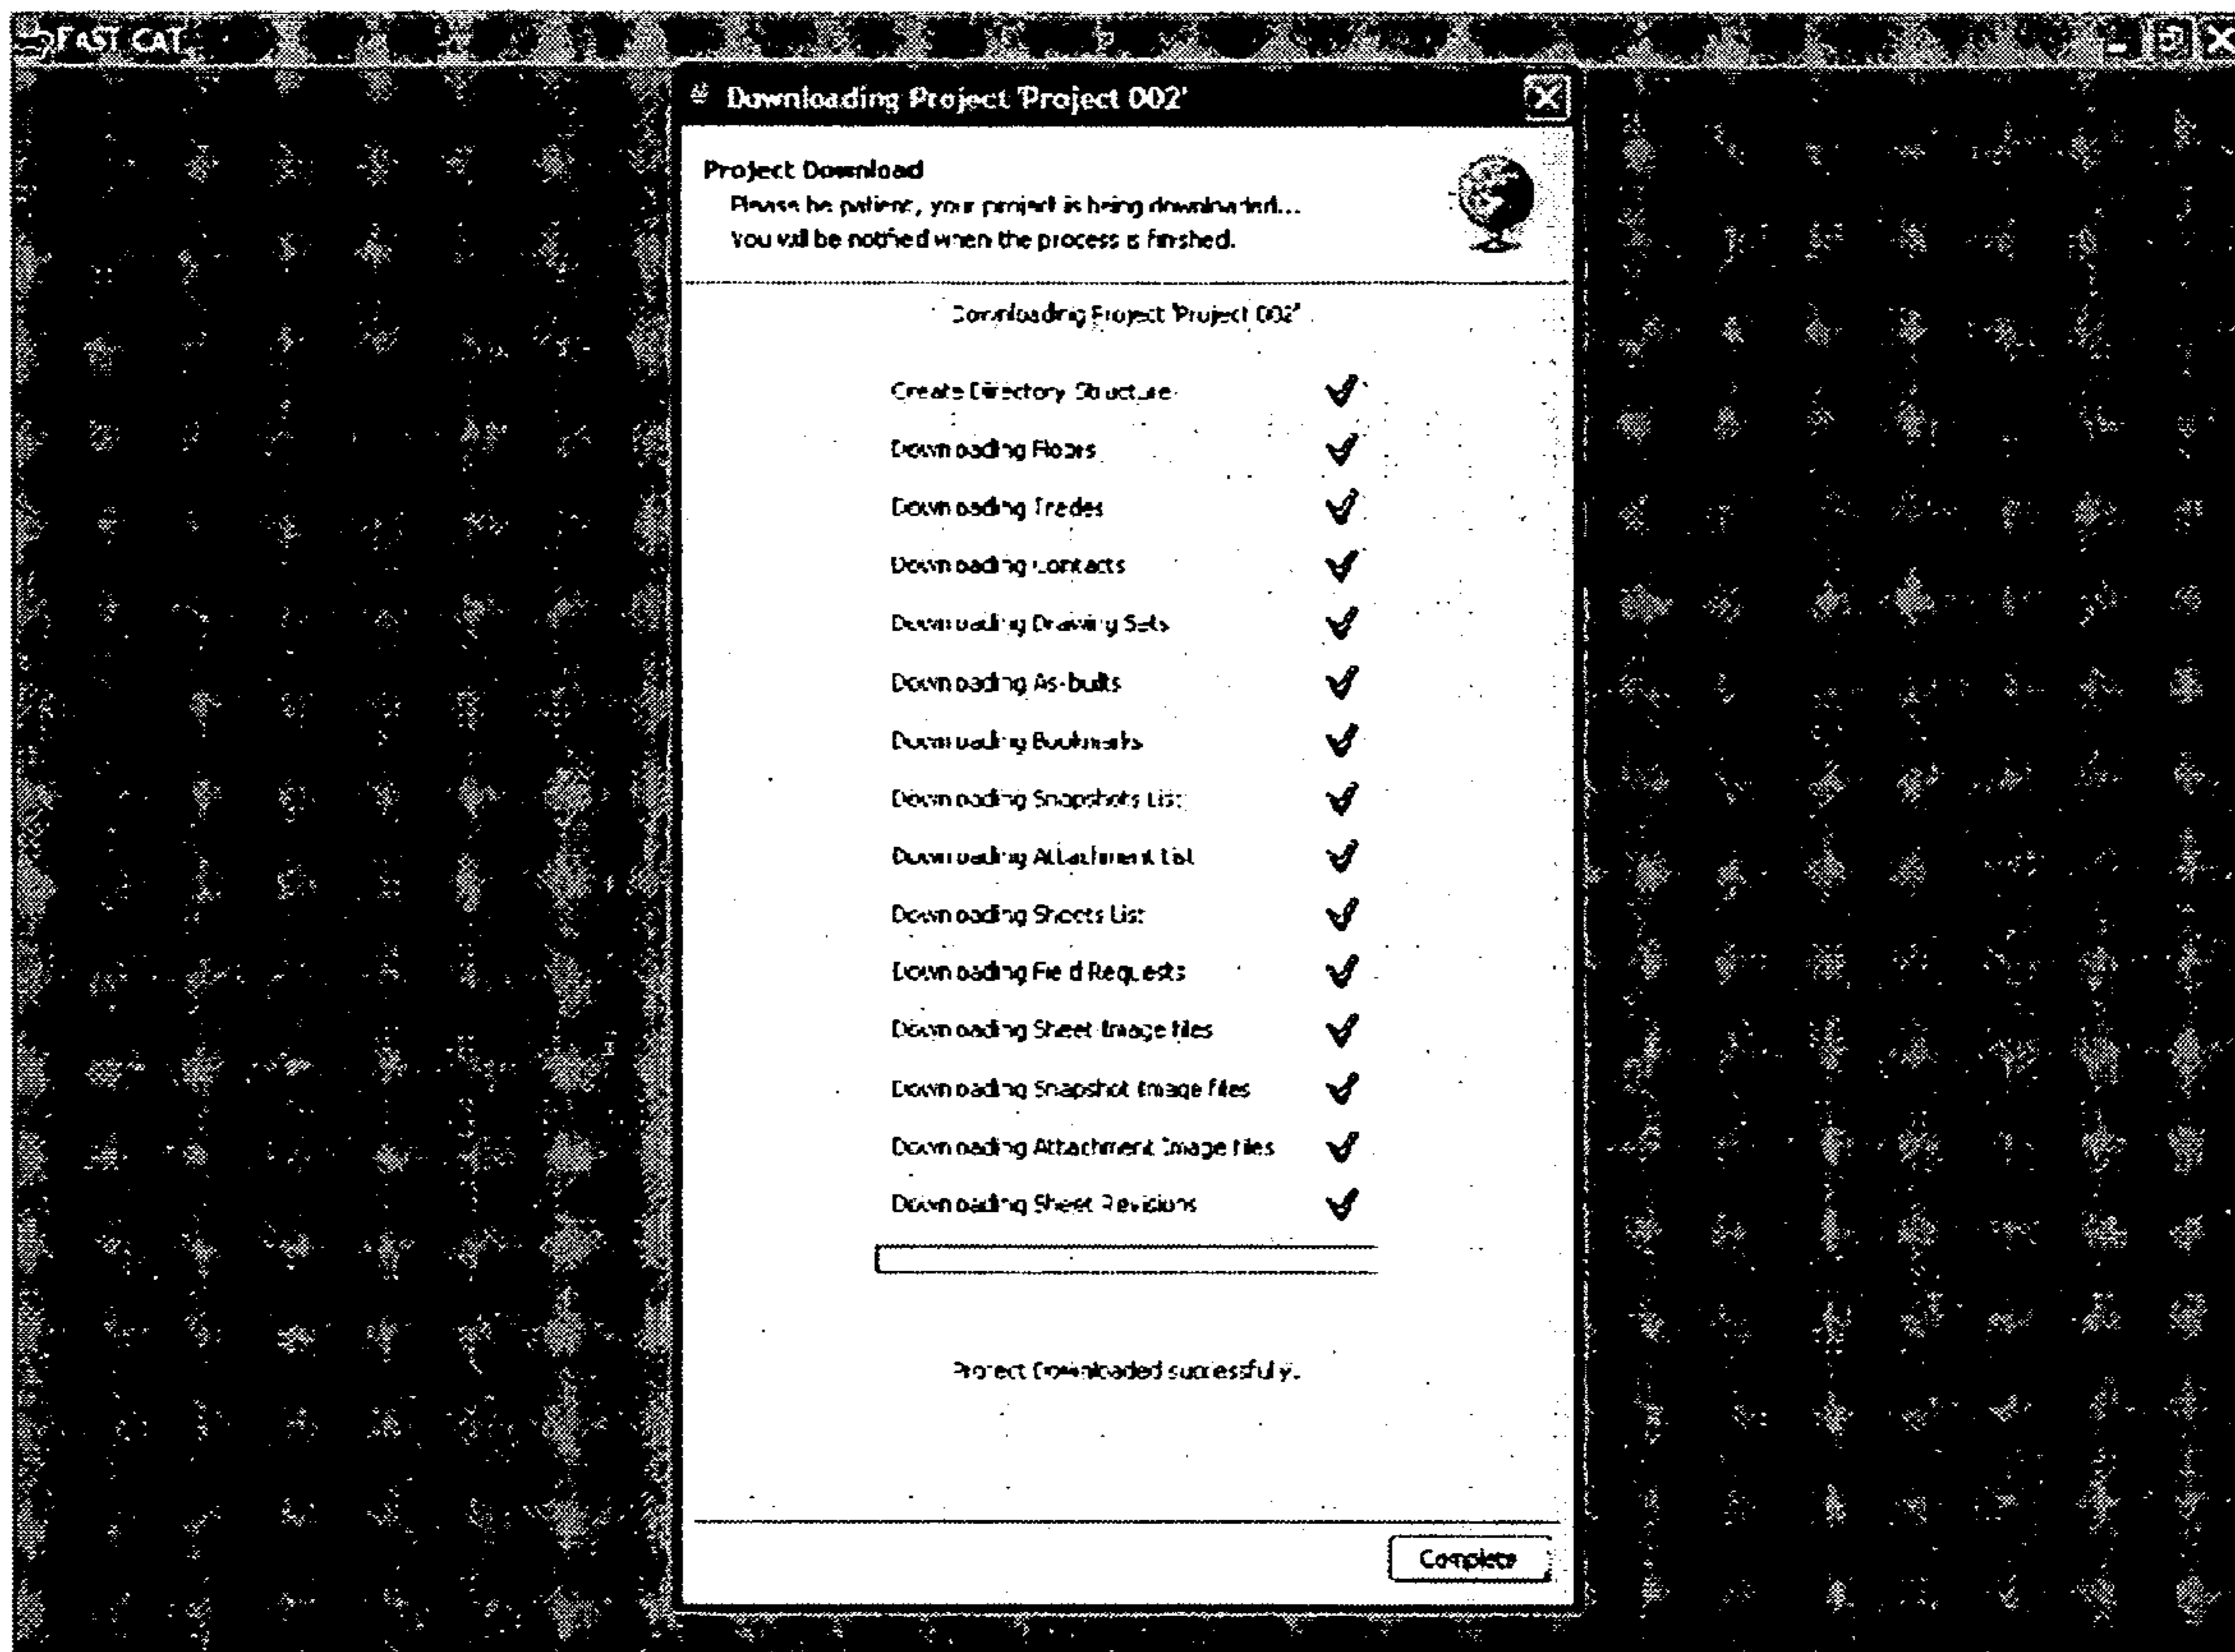 FAST CAT
Downloading Project 'Project 002'
Project Download
Please be patient, your project is being downloaded...
You will be notified when the process is finished.
Downloading Project 'Project 002'
Create Directory Structure
Downloading Floors
Downloading Trades
Downloading Contacts
Downloading Drawing Sets
Downloading As-builts
Downloading Bookmarks
Downloading Snapshots List
Downloading Attachment List
Downloading Sheets List
Downloading Field Requests
Downloading Sheet Image files
Downloading Snapshot Image files
Downloading Attachment Image files
Downloading Sheet Revisions
Project Downloaded successfully.
Complete